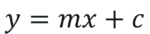 y = mx + c